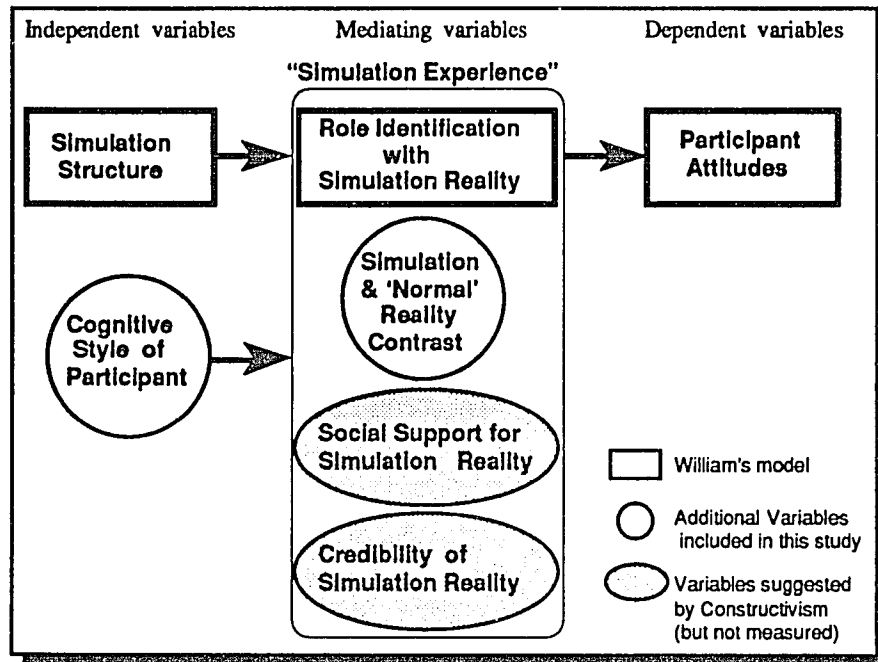 Independent variables
Mediating variables
Dependent variables
"Simulation Experience"
Simulation
Structure
Role Identification
with
Simulation Reality
Participant
Attitudes
Simulation
& 'Normal'
Reality
Contrast
Cognitive
Style of
Participant
Social Support for
Simulation Reality
Credibility of
Simulation Reality
William's model
Additional Variables
included in this study
Variables suggested
by Constructivism
(but not measured)